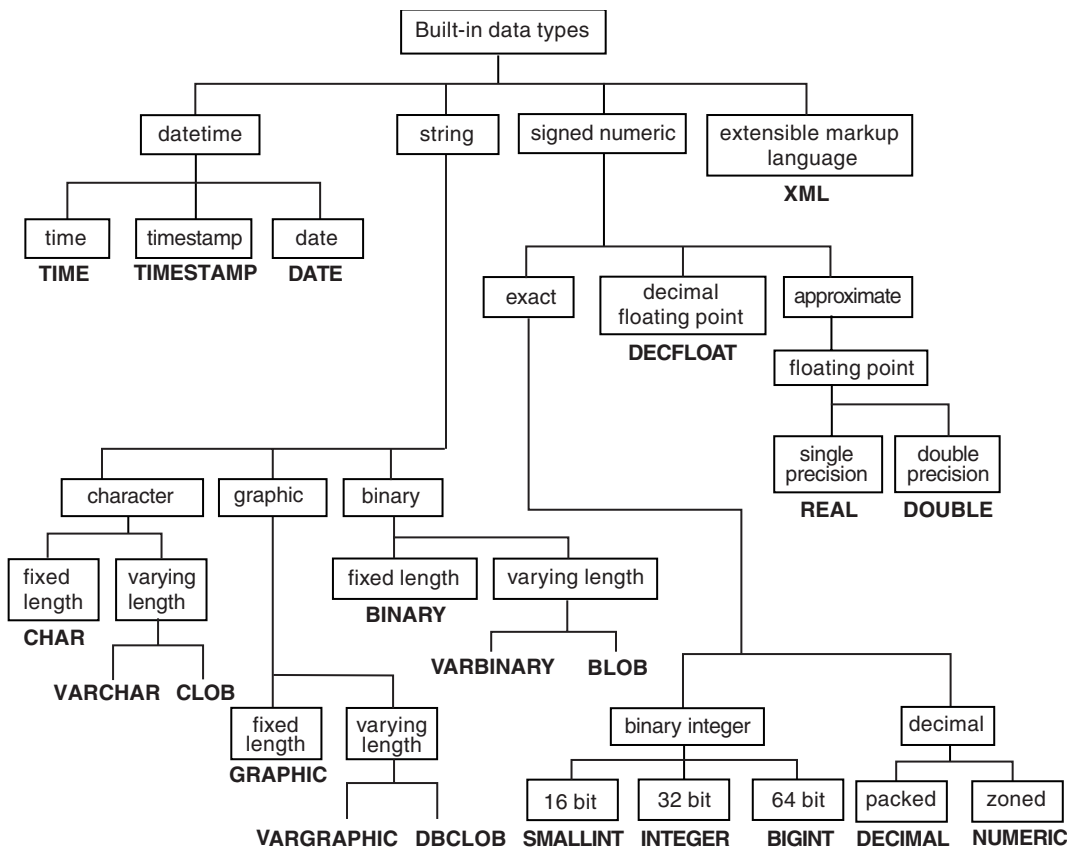 Built-in data types
datetime
string
signed numeric
extensible markup
language
XML
time
timestamp
date
TIME
TIMESTAMP
DATE
exact
decimal
floating point
approximate
DECFLOAT
floating point
single
precision
double
precision
REAL
DOUBLE
character
graphic
binary
fixed
length
varying
length
fixed length
varying length
CHAR
BINARY
VARCHAR
CLOB
VARBINARY
BLOB
fixed
length
varying
length
GRAPHIC
VARGRAPHIC
DBCLOB
binary integer
decimal
16 bit
32 bit
64 bit
packed
zoned
SMALLINT
INTEGER
BIGINT
DECIMAL
NUMERIC